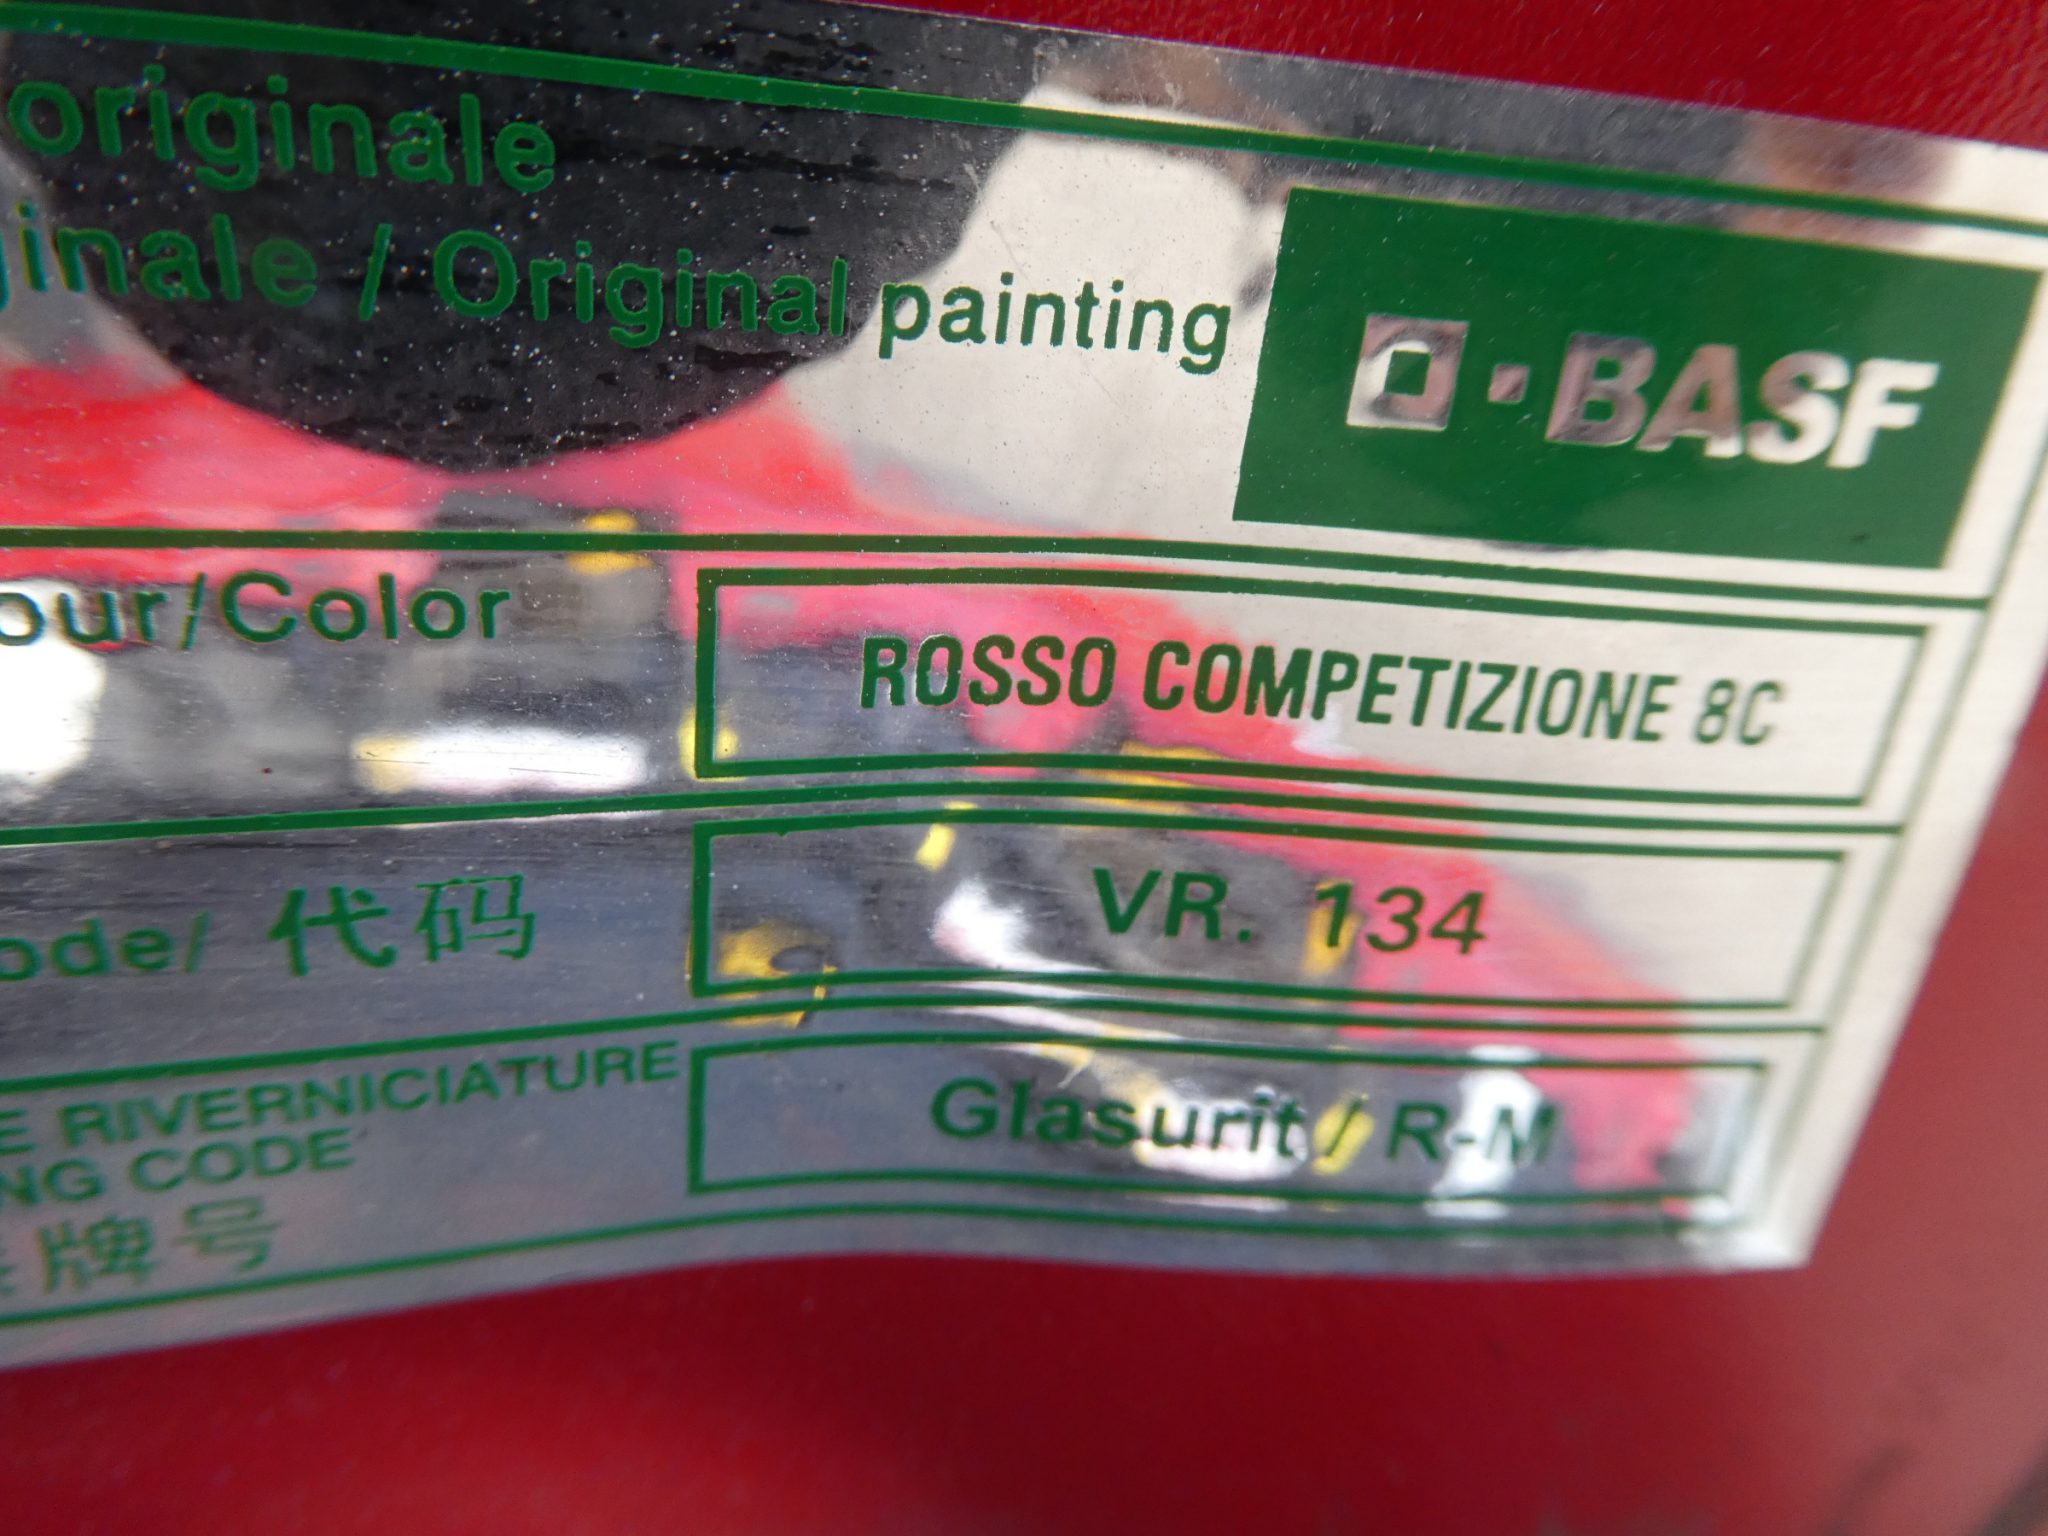 originale
ginale / Original painting
BASF
our/Color
ROSSO COMPETIZIONE 8C
ode/ 代码
VR. 134
E RIVERNICIATURE
NG CODE
牌号
Glasurit / R-M